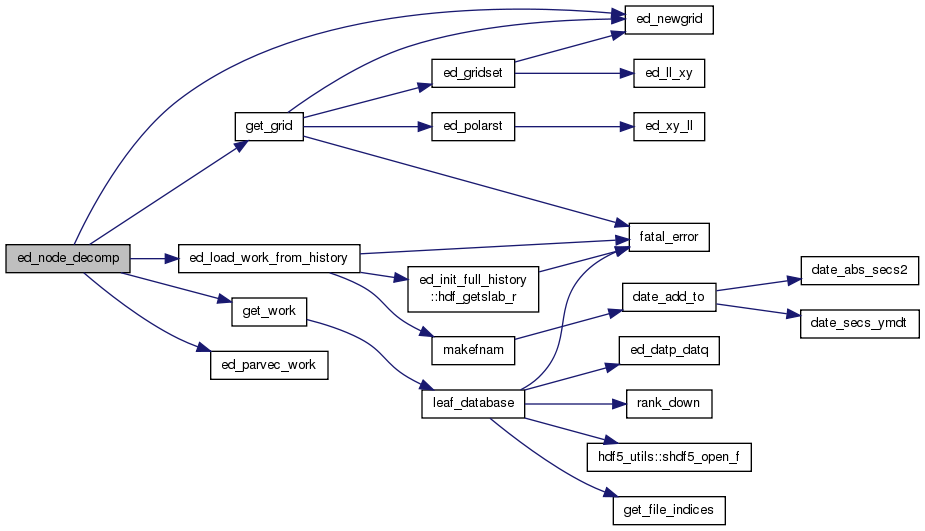 ed_newgrid
ed_gridset
ed_ll_xy
get_grid
ed_polarst
ed_xy_ll
fatal_error
ed_node_decomp
ed_load_work_from_history
ed_init_full_history
::hdf_getslab_r
date_abs_secs2
date_add_to
get_work
date_secs_ymdt
makefnam
ed_datp_datq
ed_parvec_work
leaf_database
rank_down
hdf5_utils::shdf5_open_f
get_file_indices